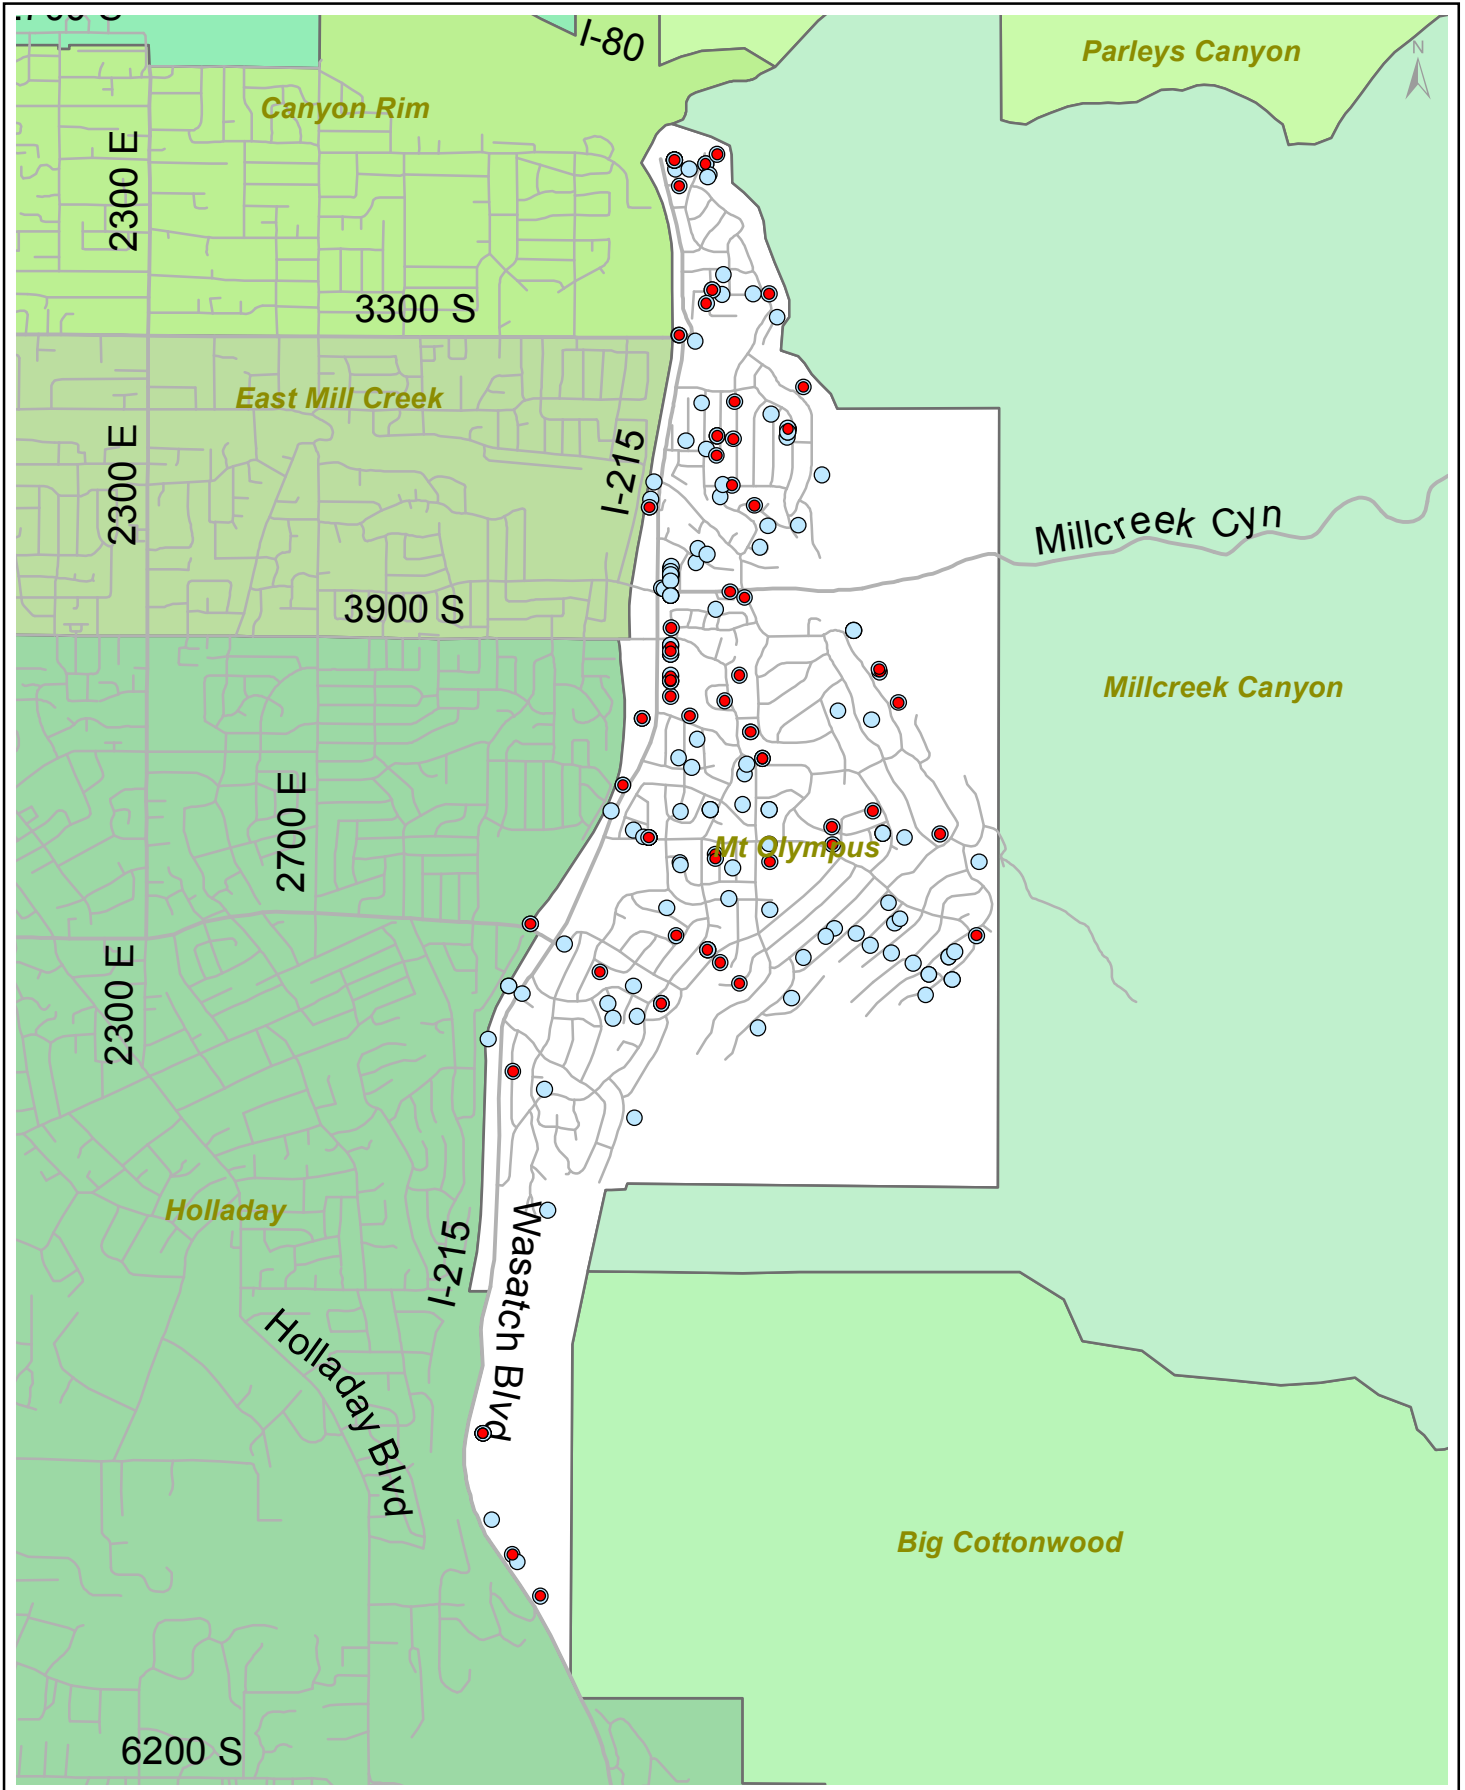 I-80
Parleys Canyon
N
Canyon Rim
2300 E
3300 S
East Mill Creek
I-215
2300 E
Millcreek Cyn
3900 S
Millcreek Canyon
2700 E
Mt Olympus
2300 E
Holladay
I-215
Wasatch Blvd
Holladay Blvd
Big Cottonwood
6200 S